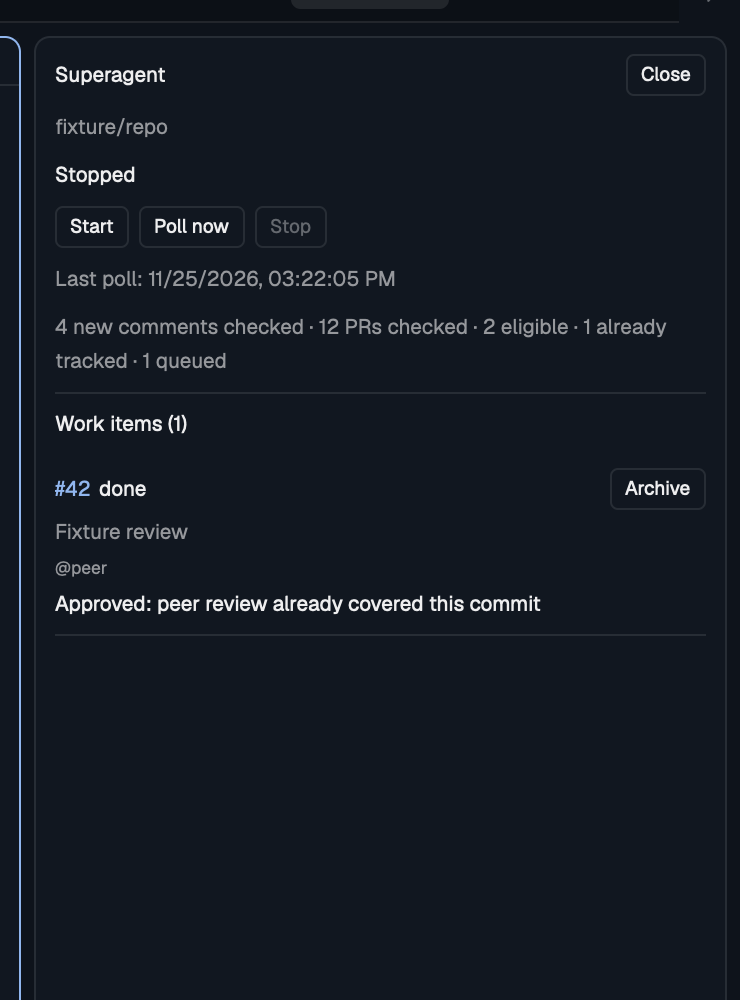 Superagent
Close
fixture/repo
Stopped
Start
Poll now
Stop
Last poll: 11/25/2026, 03:22:05 PM
4 new comments checked · 12 PRs checked · 2 eligible · 1 already
tracked · 1 queued
Work items (1)
#42 done
Archive
Fixture review
@peer
Approved: peer review already covered this commit